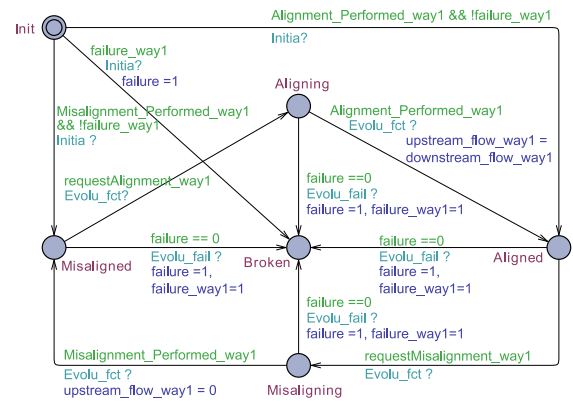 Alignment_Performed_way1 && !failure_way1
Init
Initia?
failure_way1
Initia?
failure =1
Aligning
Misalignment_Performed_way1
&& !failure_way1
Initia ?
Alignment_Performed_way1
Evolu_fct ?
upstream_flow_way1 =
downstream_flow_way1
requestAlignment_way1
Evolu_fct?
failure ==0
Evolu_fail ?
failure =1, failure_way1=1
failure == 0
Evolu_fail ?
failure =1,
failure_way1=1
Misaligned
Broken
failure ==0
Evolu_fail ?
failure =1,
failure_way1=1
Aligned
failure ==0
Evolu_fail ?
failure =1, failure_way1=1
Misalignment_Performed_way1
Evolu_fct ?
upstream_flow_way1 = 0
Misaligning
requestMisalignment_way1
Evolu_fct ?